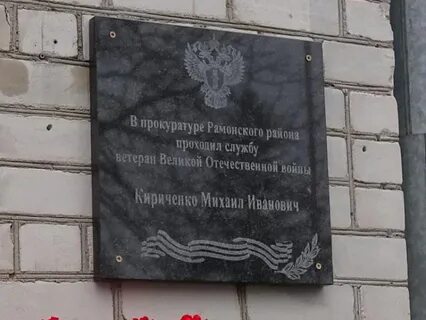 В прокуратуре Рамонского района
проходил службу
ветеран Великой Отечественной войны
Кириченко Михаил Иванович